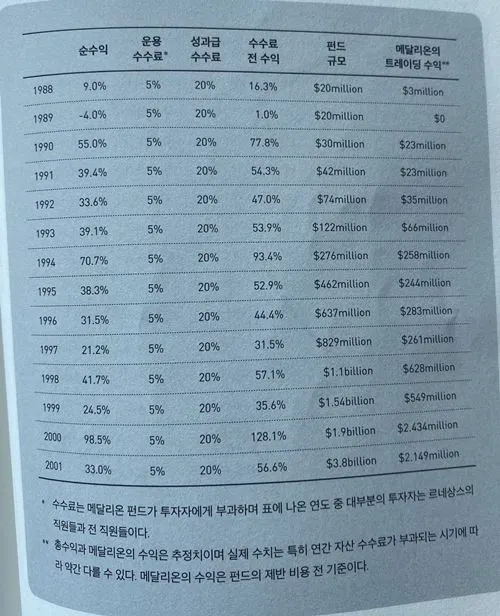 순수익 운용 수수료* 성과급 수수료 수수료 전 수익 펀드 규모 메달리온의 트레이딩 수익**
1988 9.0% 5% 20% 16.3% $20million $3million
1989 -4.0% 5% 20% 1.0% $20million $0
1990 55.0% 5% 20% 77.8% $30million $23million
1991 39.4% 5% 20% 54.3% $42million $23million
1992 33.6% 5% 20% 47.0% $74million $35million
1993 39.1% 5% 20% 53.9% $122million $66million
1994 70.7% 5% 20% 93.4% $276million $258million
1995 38.3% 5% 20% 52.9% $462million $244million
1996 31.5% 5% 20% 44.4% $637million $283million
1997 21.2% 5% 20% 31.5% $829million $261million
1998 41.7% 5% 20% 57.1% $1.1billion $628million
1999 24.5% 5% 20% 35.6% $1.54billion $549million
2000 98.5% 5% 20% 128.1% $1.9billion $2.434million
2001 33.0% 5% 20% 56.6% $3.8billion $2.149million
* 수수료는 메달리온 펀드가 투자자에게 부과하며 표에 나온 연도 중 대부분의 투자자는 르네상스의
직원들과 전 직원들이다.
** 총수익과 메달리온의 수익은 추정치이며 실제 수치는 특히 연간 자산 수수료가 부과되는 시기에 따
라 약간 다를 수 있다. 메달리온의 수익은 펀드의 제반 비용 전 기준이다.